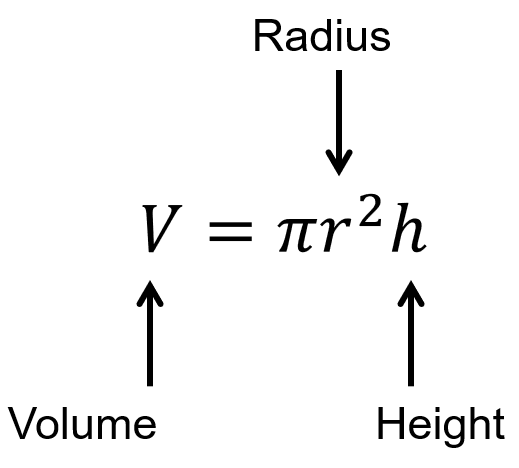 Radius
V = πr²h
Volume Height